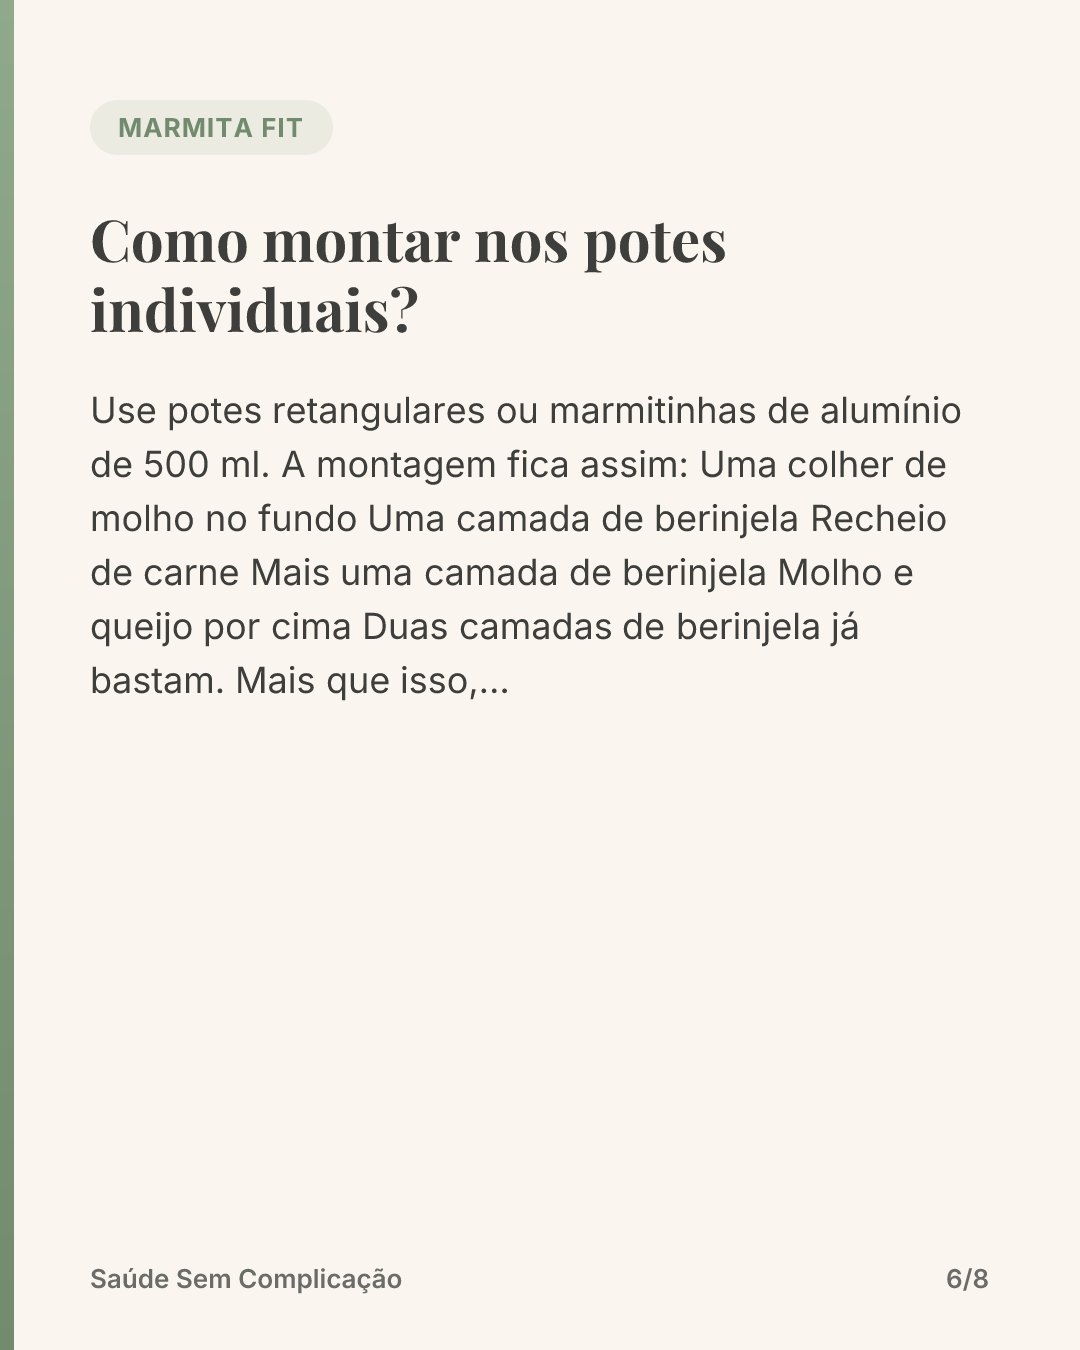 MARMITA FIT
Como montar nos potes
individuais?
Use potes retangulares ou marmitinhas de alumínio
de 500 ml. A montagem fica assim: Uma colher de
molho no fundo Uma camada de berinjela Recheio
de carne Mais uma camada de berinjela Molho e
queijo por cima Duas camadas de berinjela já
bastam. Mais que isso,...
Saúde Sem Complicação
6/8